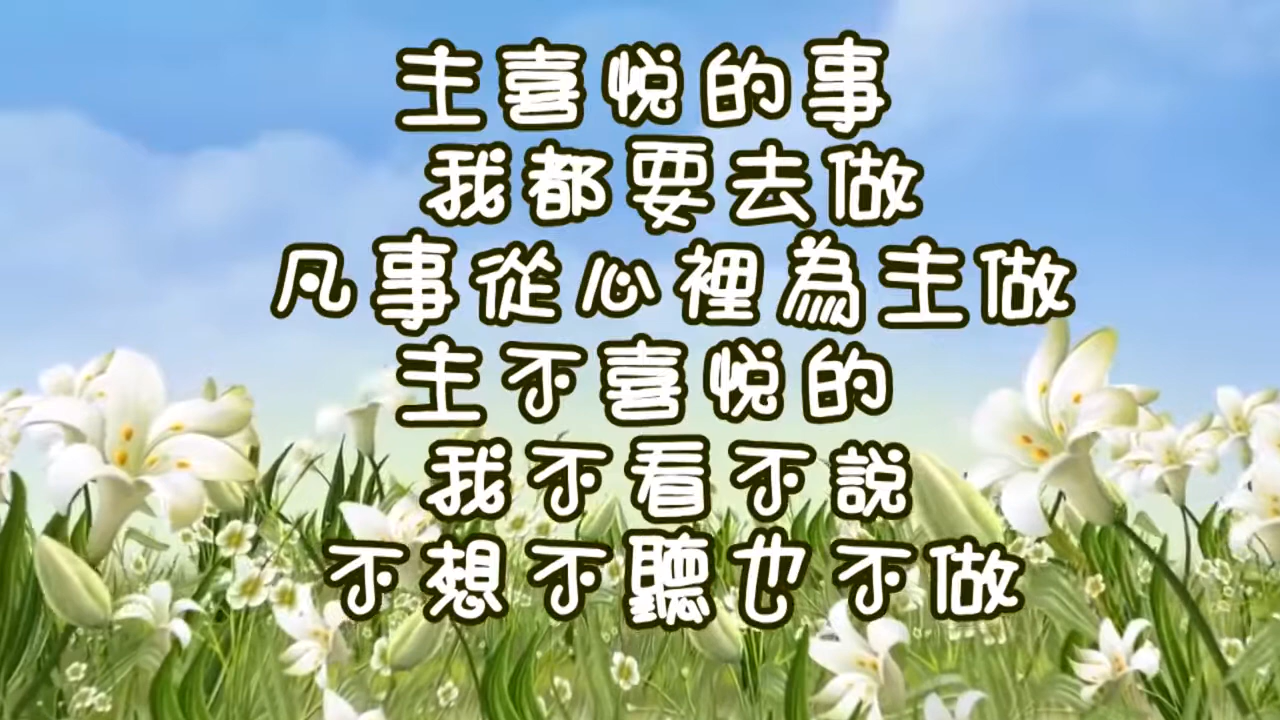 主喜悅的事
我都要去做
凡事從心裡為主做
主不喜悅的
我不看不說
不想不聽也不做